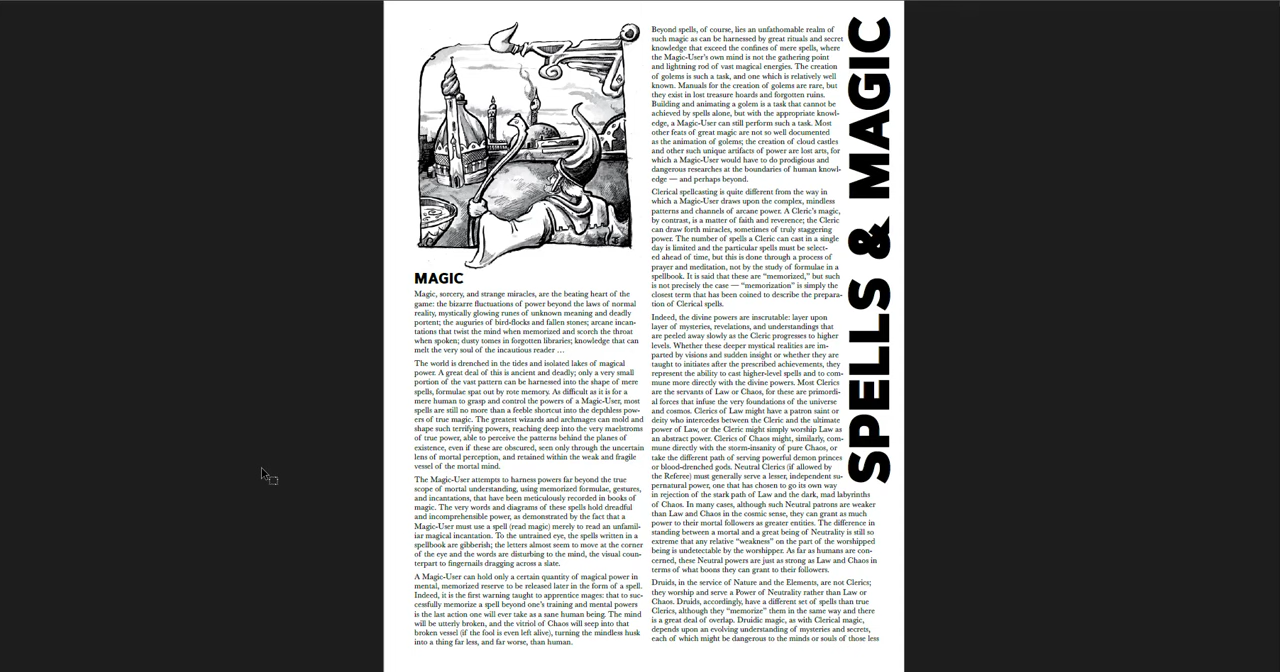 MAGIC
Magic, sorcery, and strange miracles, are the beating heart of the
game: the bizarre fluctuations of power beyond the laws of normal
reality, mystically glowing runes of unknown meaning and deadly
portent; the auguries of bird-flocks and fallen stones; arcane incan-
tations that twist the mind when memorized and scorch the throat
when spoken; dusty tomes in forgotten libraries; knowledge that can
melt the very soul of the incautious reader …
The world is drenched in the tides and isolated lakes of magical
power. A great deal of this is ancient and deadly; only a very small
portion of the vast pattern can be harnessed into the shape of mere
spells, formulae spat out by rote memory. As difficult as it is for a
mere human to grasp and control the powers of a Magic-User, most
spells are still no more than a feeble shortcut into the depthless pow-
ers of true magic. The greatest wizards and archmages can mold and
shape such terrifying powers, reaching deep into the very maelstroms
of true power, able to perceive the patterns behind the planes of
existence, even if these are obscured, seen only through the uncertain
lens of mortal perception, and retained within the weak and fragile
vessel of the mortal mind.
The Magic-User attempts to harness powers far beyond the true
scope of mortal understanding, using memorized formulae, gestures,
and incantations, that have been meticulously recorded in books of
magic. The very words and diagrams of these spells hold dreadful
and incomprehensible power, as demonstrated by the fact that a
Magic-User must use a spell (read magic) merely to read an unfamil-
iar magical incantation. To the untrained eye, the spells written in a
spellbook are gibberish; the letters almost seem to move at the corner
of the eye and the words are disturbing to the mind, the visual coun-
terpart to fingernails dragging across a slate.
A Magic-User can hold only a certain quantity of magical power in
mental, memorized reserve to be released later in the form of a spell.
Indeed, it is the first warning taught to apprentice mages: that to suc-
cessfully memorize a spell beyond one's training and mental powers
is the last action one will ever take as a sane human being. The mind
will be utterly broken, and the vitriol of Chaos will seep into that
broken vessel (if the fool is even left alive), turning the mindless husk
into a thing far less, and far worse, than human.
Beyond spells, of course, lies an unfathomable realm of
such magic as can be harnessed by great rituals and secret
knowledge that exceed the confines of mere spells, where
the Magic-User's own mind is not the gathering point
and lightning rod of vast magical energies. The creation
of golems is such a task, and one which is relatively well
known. Manuals for the creation of golems are rare, but
they exist in lost treasure hoards and forgotten ruins.
Building and animating a golem is a task that cannot be
achieved by spells alone, but with the appropriate knowl-
edge, a Magic-User can still perform such a task. Most
other feats of great magic are not so well documented
as the animation of golems; the creation of cloud castles
and other such unique artifacts of power are lost arts, for
which a Magic-User would have to do prodigious and
dangerous researches at the boundaries of human knowl-
edge — and perhaps beyond.
Clerical spellcasting is quite different from the way in
which a Magic-User draws upon the complex, mindless
patterns and channels of arcane power. A Cleric's magic,
by contrast, is a matter of faith and reverence; the Cleric
can draw forth miracles, sometimes of truly staggering
power. The number of spells a Cleric can cast in a single
day is limited and the particular spells must be select-
ed ahead of time, but this is done through a process of
prayer and meditation, not by the study of formulae in a
spellbook. It is said that these are “memorized,” but such
is not precisely the case — “memorization” is simply the
closest term that has been coined to describe the prepara-
tion of Clerical spells.
Indeed, the divine powers are inscrutable: layer upon
layer of mysteries, revelations, and understandings that
are peeled away slowly as the Cleric progresses to higher
levels. Whether these deeper mystical realities are im-
parted by visions and sudden insight or whether they are
taught to initiates after the prescribed achievements, they
represent the ability to cast higher-level spells and to com-
mune more directly with the divine powers. Most Clerics
are the servants of Law or Chaos, for these are primordi-
al forces that infuse the very foundations of the universe
and cosmos. Clerics of Law might have a patron saint or
deity who intercedes between the Cleric and the ultimate
power of Law, or the Cleric might simply worship Law as
an abstract power. Clerics of Chaos might, similarly, com-
mune directly with the storm-insanity of pure Chaos, or
take the different path of serving powerful demon princes
or blood-drenched gods. Neutral Clerics (if allowed by
the Referee) must generally serve a lesser, independent su-
pernatural power, one that has chosen to go its own way
in rejection of the stark path of Law and the dark, mad labyrinths
of Chaos. In many cases, although such Neutral patrons are weaker
than Law and Chaos in the cosmic sense, they can grant as much
power to their mortal followers as greater entities. The difference in
standing between a mortal and a great being of Neutrality is still so
extreme that any relative “weakness” on the part of the worshipped
being is undetectable by the worshipper. As far as humans are con-
cerned, these Neutral powers are just as strong as Law and Chaos in
terms of what boons they can grant to their followers.
Druids, in the service of Nature and the Elements, are not Clerics;
they worship and serve a Power of Neutrality rather than Law or
Chaos. Druids, accordingly, have a different set of spells than true
Clerics, although they “memorize” them in the same way and there
is a great deal of overlap. Druidic magic, as with Clerical magic,
depends upon an evolving understanding of mysteries and secrets,
each of which might be dangerous to the minds or souls of those less
SPELLS & MAGIC